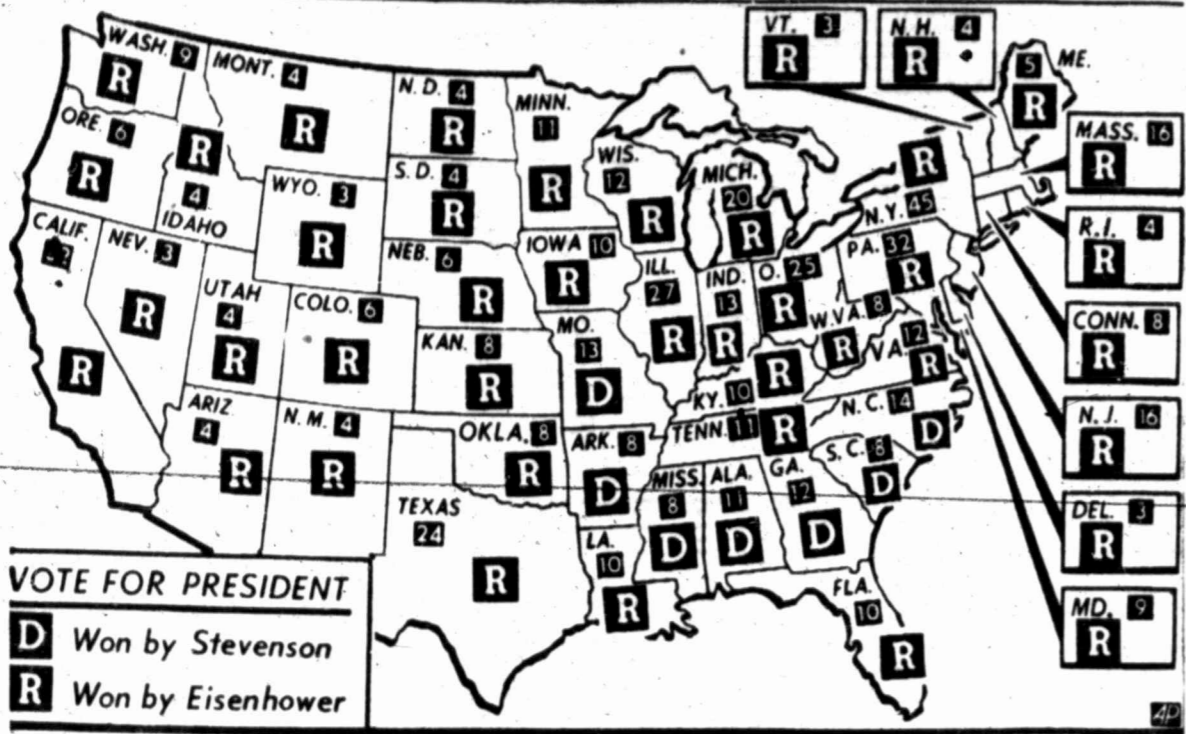 VT. 3
R
N.H. 4
R
5 ME.
R
WASH. 9
R
MONT. 4
R
N.D. 4
R
MINN.
11
R
ORE. 6
R
R
4
IDAHO
WYO. 3
R
S.D. 4
R
WIS.
12
R
MICH.
20
R
R
N.Y. 45
MASS. 16
R
CALIF.
R
NEV. 3
R
UTAH
4
R
COLO. 6
R
NEB. 6
R
IOWA 10
R
ILL.
27
R
IND.
13
R
O. 25
R
PA. 32
R
R.I. 4
R
KAN. 8
R
MO.
13
D
W.VA. 8
R
VA. 12
R
CONN. 8
R
ARIZ
4
R
N.M. 4
R
OKLA. 8
R
ARK. 8
D
KY. 10
R
TENN. 11
R
N.C. 14
D
S.C. 8
D
N.J. 16
R
TEXAS
24
R
LA.
10
R
MISS.
8
D
ALA.
11
D
GA.
12
D
FLA.
10
R
DEL. 3
R
MD. 9
R
VOTE FOR PRESIDENT
D Won by Stevenson
R Won by Eisenhower
AP